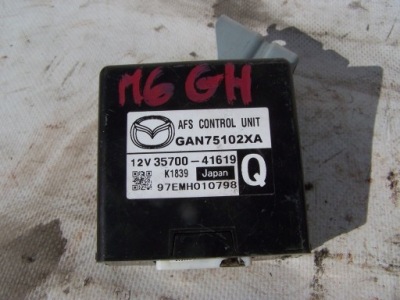 M6 GH
AFS CONTROL UNIT
GAN75102XA
12V 35700-41619
K1839 Japan Q
97EMH010798